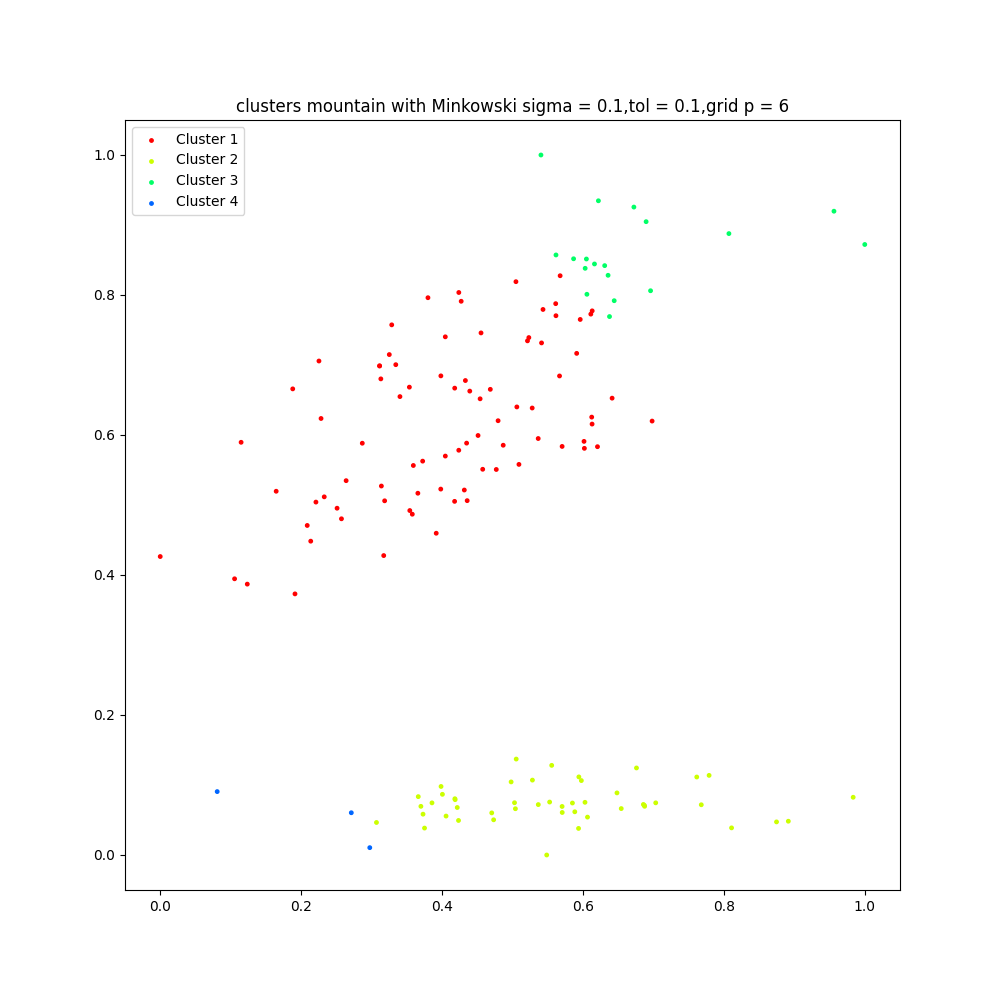 clusters mountain with Minkowski sigma = 0.1,tol = 0.1,grid p = 6
Cluster 1
Cluster 2
Cluster 3
Cluster 4
1.0
0.8
0.6
0.4
0.2
0.0
0.0 0.2 0.4 0.6 0.8 1.0